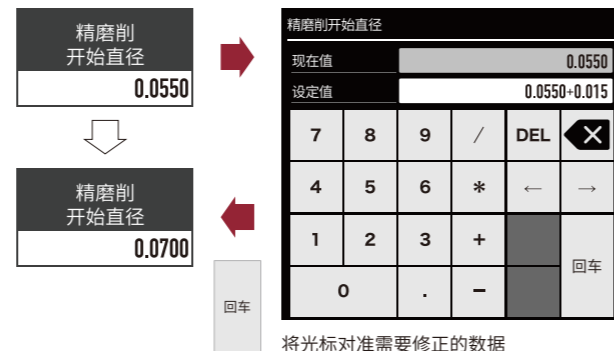 精磨削
开始直径
0.0550
精磨削
开始直径
0.0700
回车
精磨削开始直径
现在值 0.0550
设定值 0.0550+0.015
7 8 9 / DEL
4 5 6 * ← →
1 2 3 +
0 . − 回车
将光标对准需要修正的数据